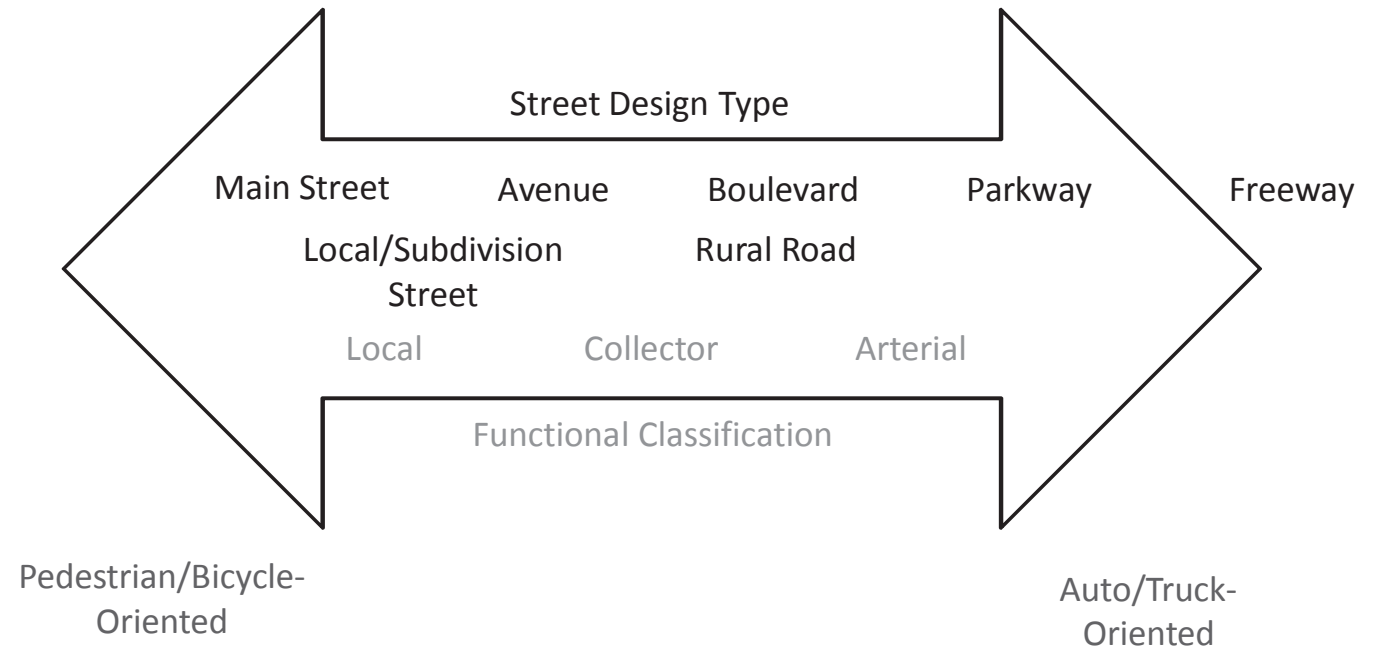 Street Design Type
Main Street Avenue Boulevard Parkway Freeway
Local/Subdivision Street Rural Road
Local Collector Arterial
Functional Classification
Pedestrian/Bicycle-
Oriented
Auto/Truck-
Oriented